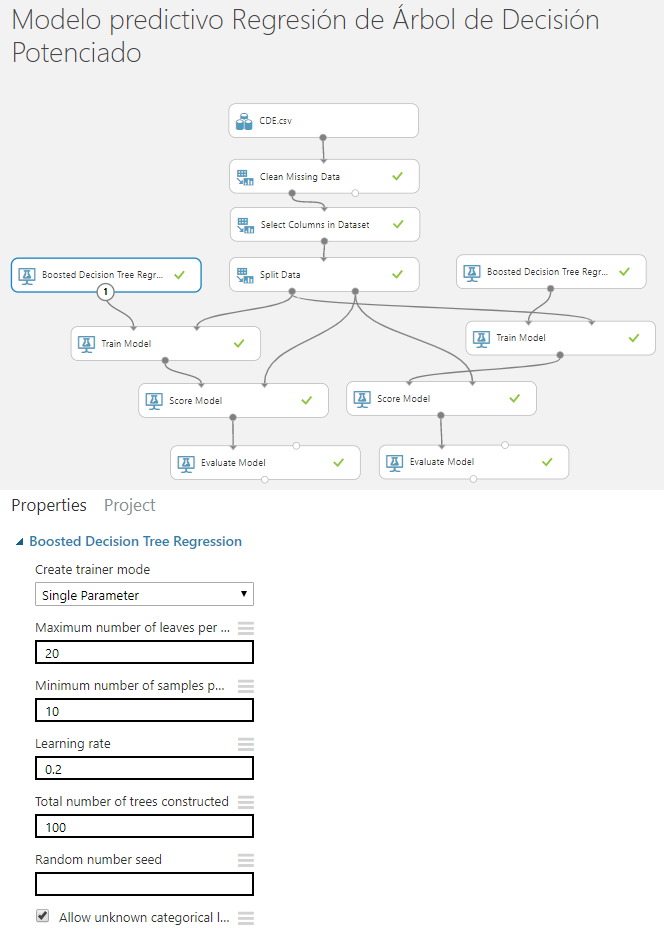 Modelo predictivo Regresión de Árbol de Decisión
Potenciado
CDE.csv
Clean Missing Data
Select Columns in Dataset
Boosted Decision Tree Regr...
Split Data
Boosted Decision Tree Regr...
1
Train Model
Train Model
Score Model
Score Model
Evaluate Model
Evaluate Model
Properties Project
Boosted Decision Tree Regression
Create trainer mode
Single Parameter
Maximum number of leaves per ...
20
Minimum number of samples p...
10
Learning rate
0.2
Total number of trees constructed
100
Random number seed
Allow unknown categorical l...